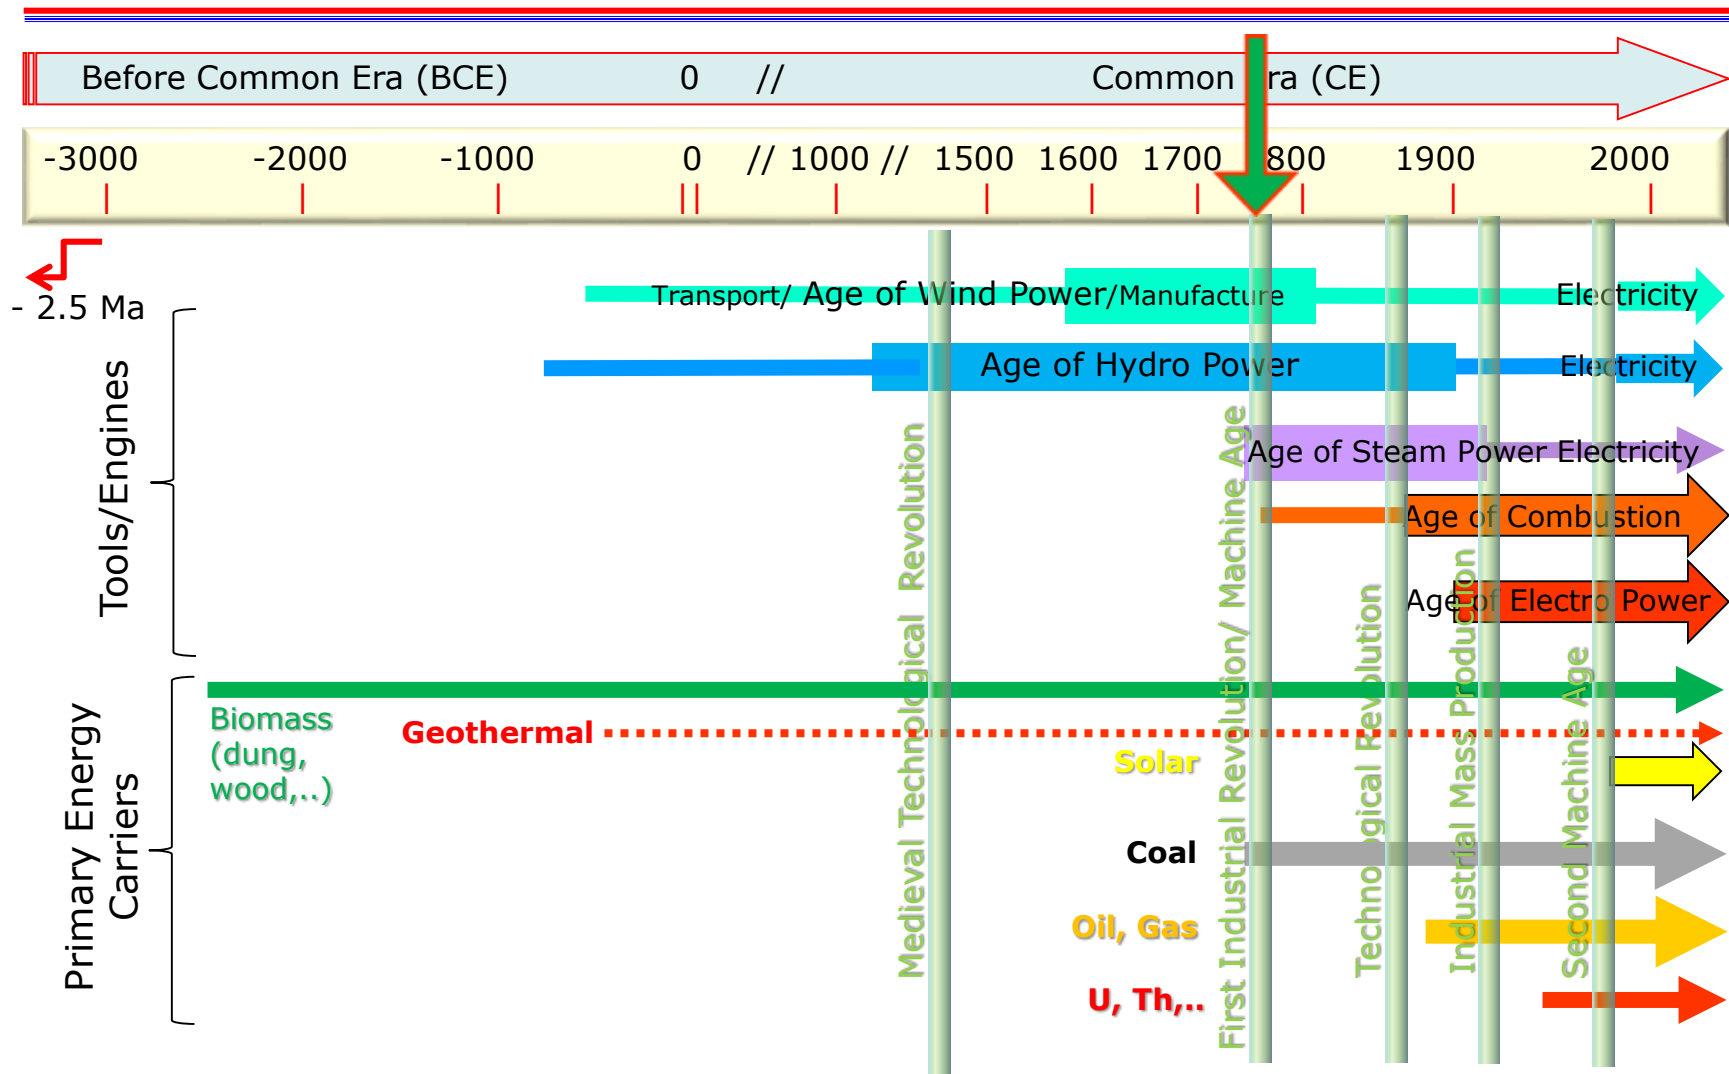 Before Common Era (BCE) 0 // Common Era (CE)
-3000 -2000 -1000 0 // 1000 // 1500 1600 1700 1800 1900 2000
- 2.5 Ma
Tools/Engines
Transport/ Age of Wind Power/Manufacture Electricity
Age of Hydro Power Electricity
Age of Steam Power Electricity
Age of Combustion
Age of Electro Power
Medieval Technological Revolution
First Industrial Revolution/ Machine Age
Technological Revolution
Industrial Mass Production
Second Machine Age
Primary Energy
Carriers
Biomass
(dung,
wood,..)
Geothermal
Solar
Coal
Oil, Gas
U, Th,..